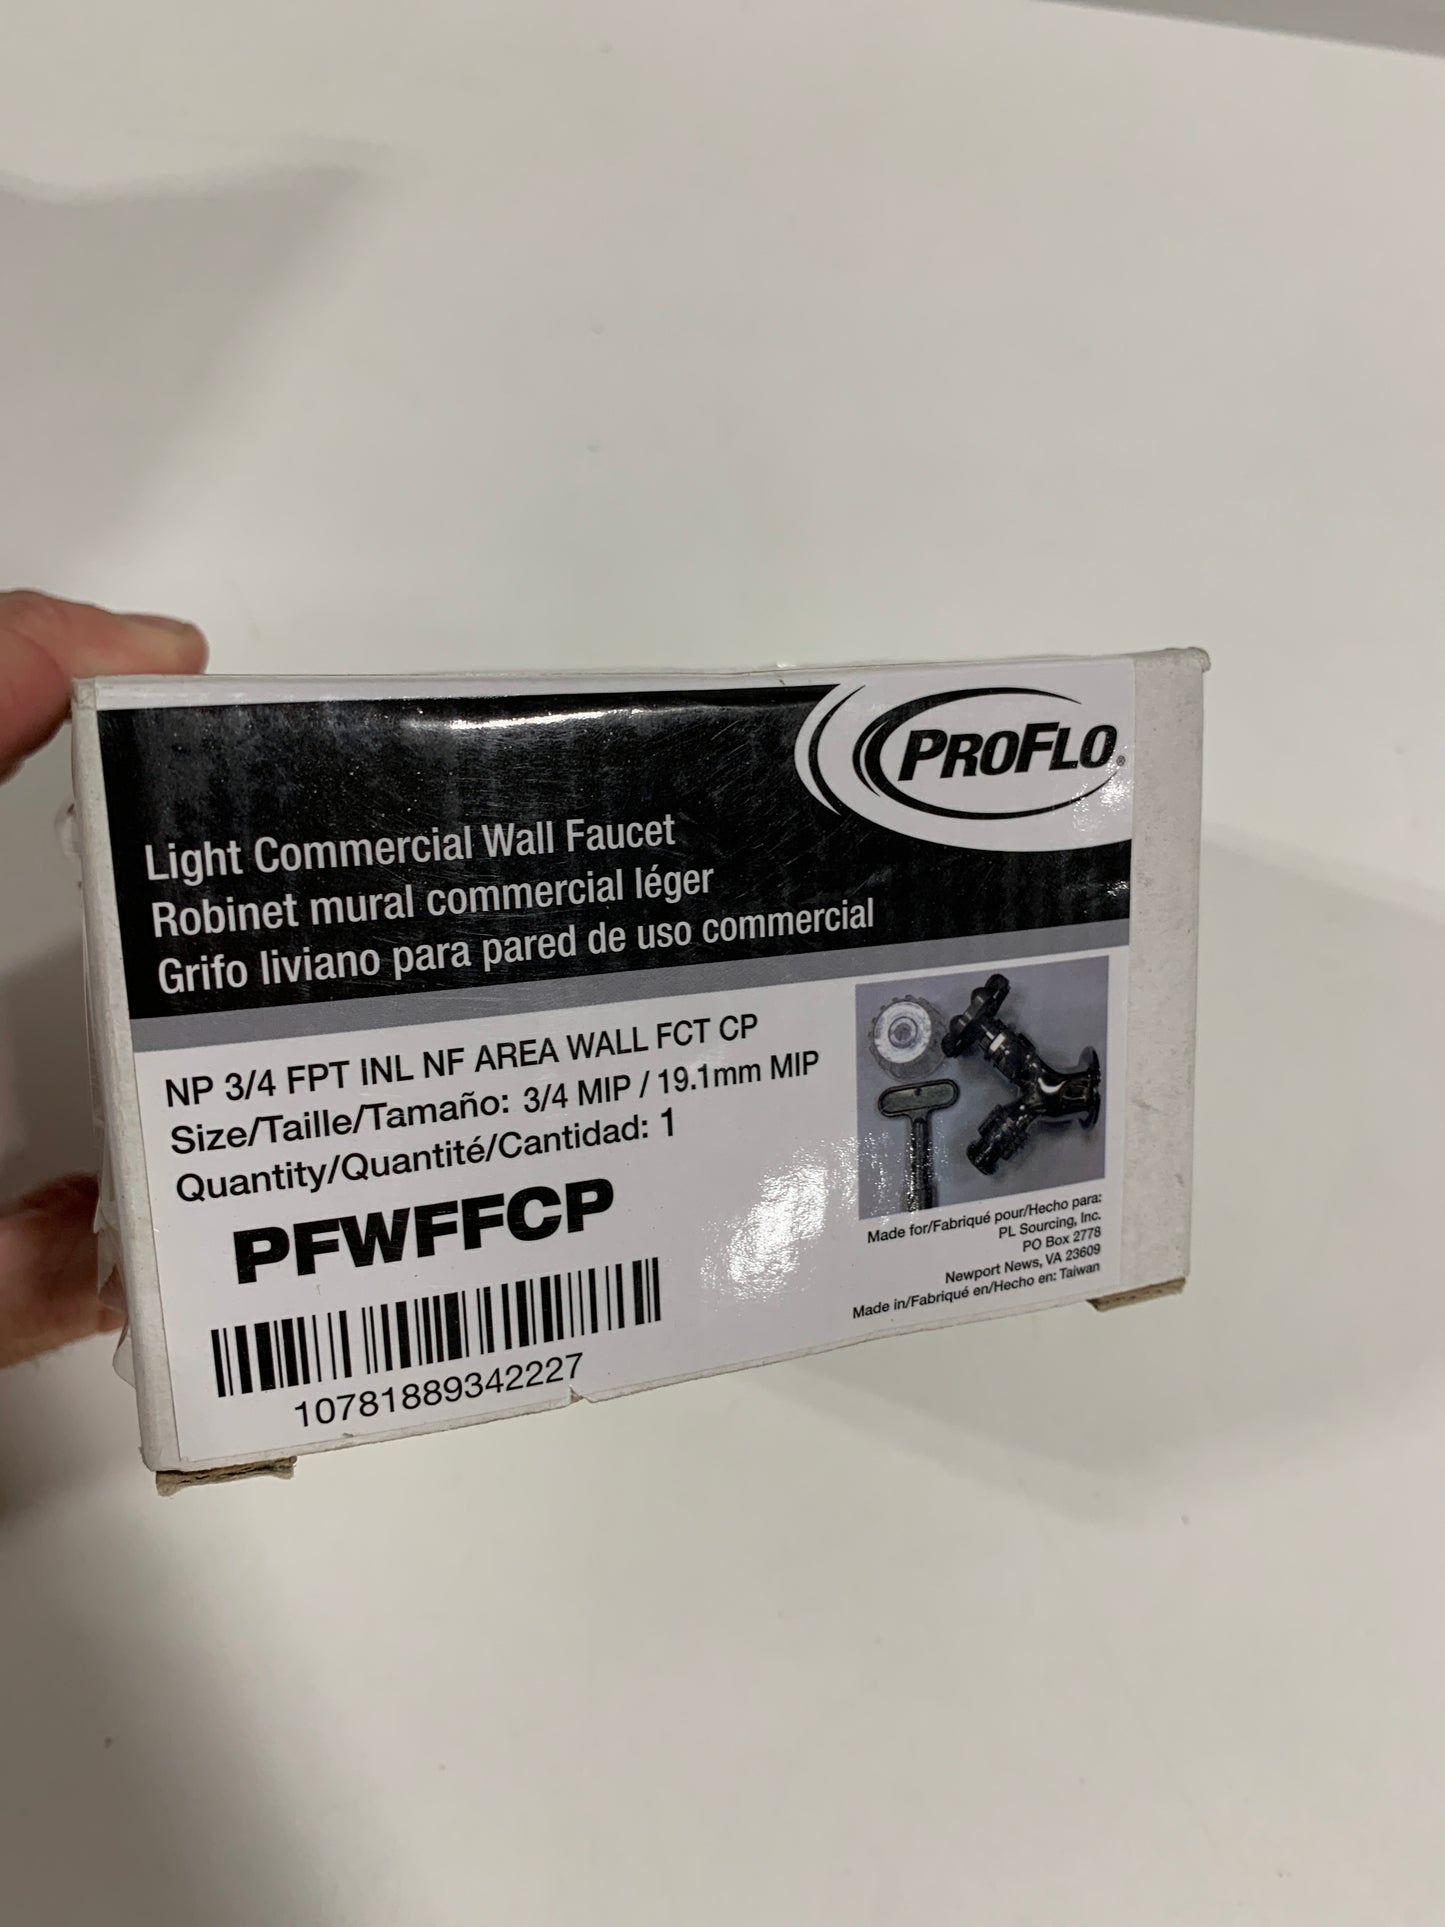 PROFLO®
Light Commercial Wall Faucet
Robinet mural commercial léger
Grifo liviano para pared de uso commercial
NP 3/4 FPT INL NF AREA WALL FCT CP
Size/Taille/Tamaño: 3/4 MIP / 19.1mm MIP
Quantity/Quantité/Cantidad: 1
PFWFFCP
10781889342227
Made for/Fabriqué pour/Hecho para:
PL Sourcing, Inc.
PO Box 2778
Newport News, VA 23609
Made in/Fabriqué en/Hecho en: Taiwan